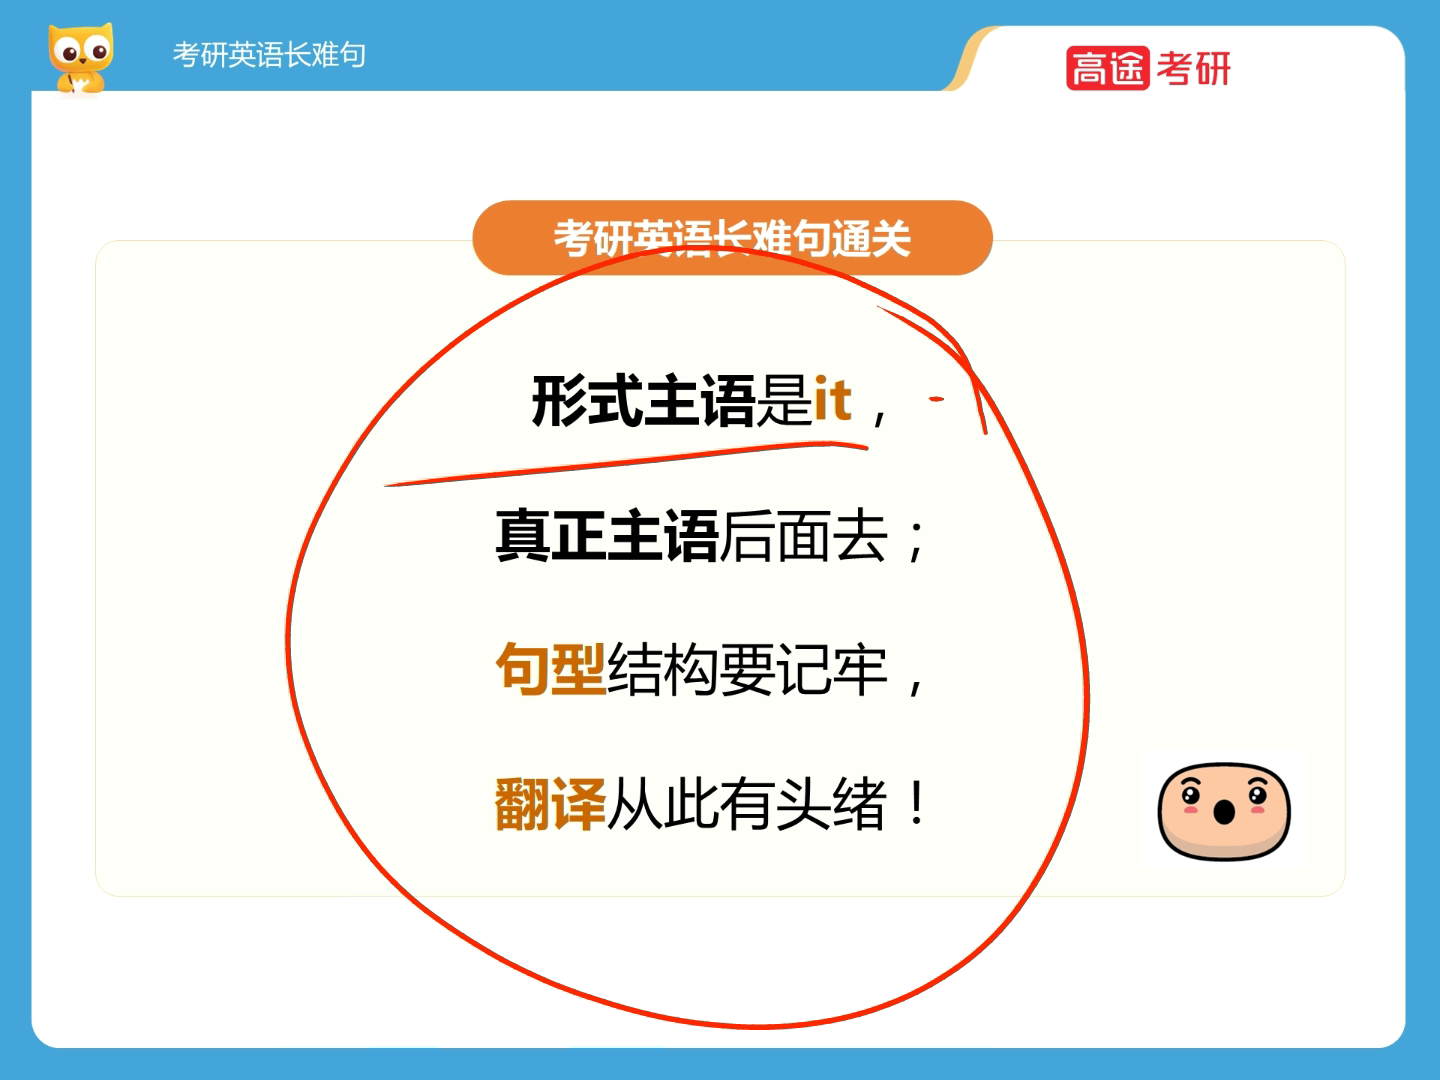 考研英语长难句
高途考研
考研英语长难句通关
形式主语是it，
真正主语后面去；
句型结构要记牢，
翻译从此有头绪！